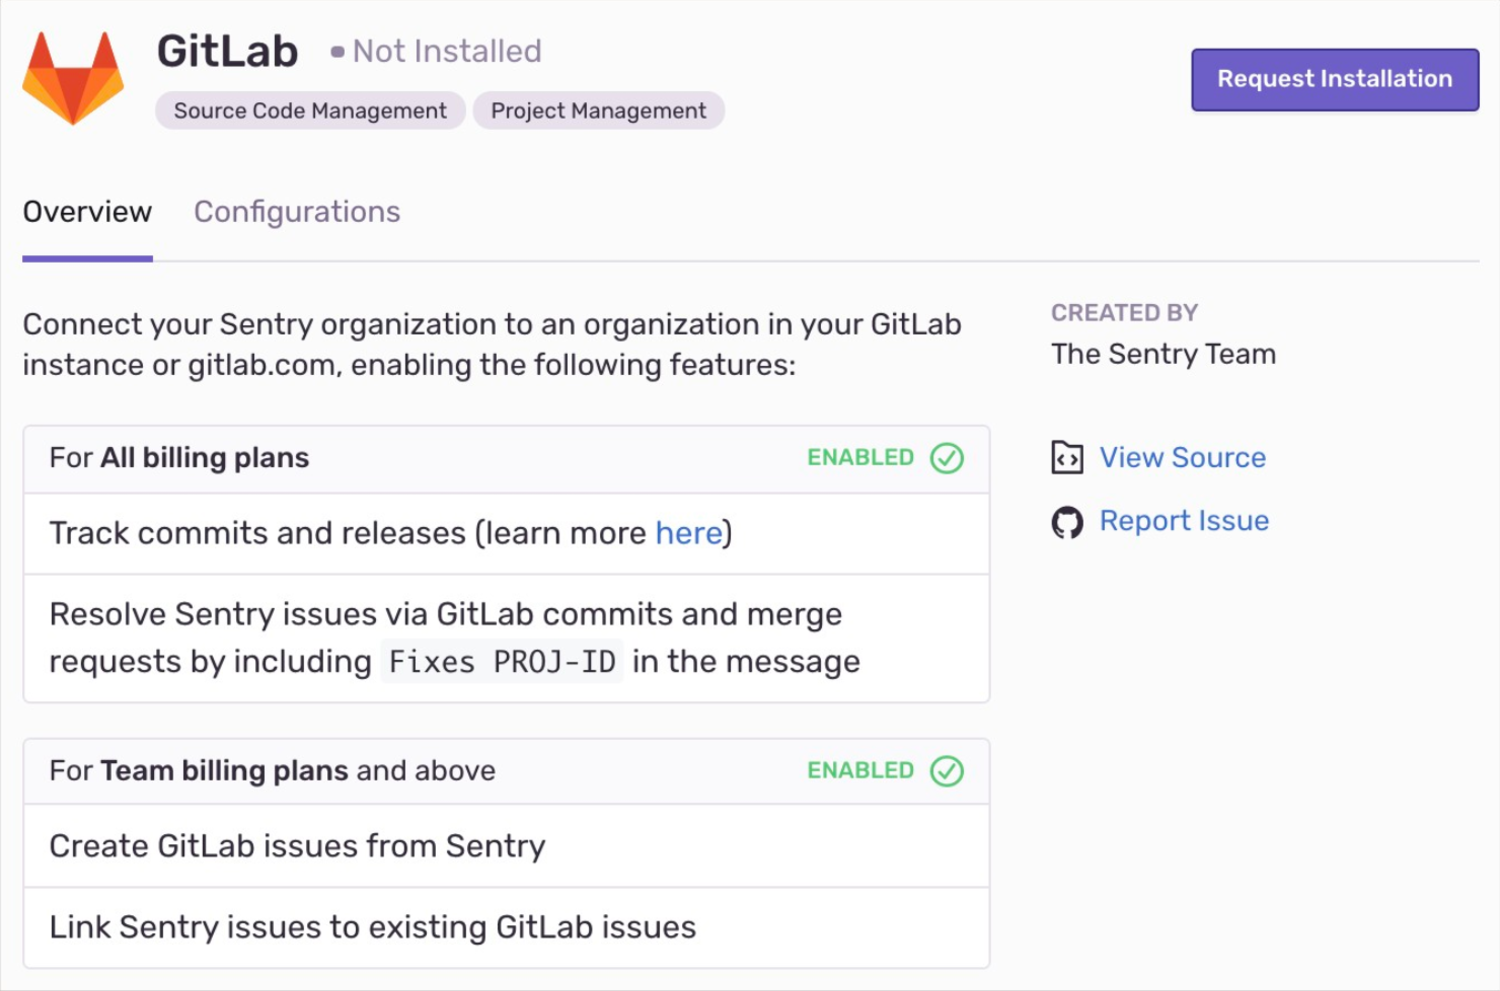 GitLab
Not Installed
Request Installation
Source Code Management
Project Management
Overview
Configurations
Connect your Sentry organization to an organization in your GitLab
instance or gitlab.com, enabling the following features:
For All billing plans
ENABLED
Track commits and releases (learn more here)
Resolve Sentry issues via GitLab commits and merge
requests by including Fixes PROJ-ID in the message
For Team billing plans and above
ENABLED
Create GitLab issues from Sentry
Link Sentry issues to existing GitLab issues
CREATED BY
The Sentry Team
View Source
Report Issue